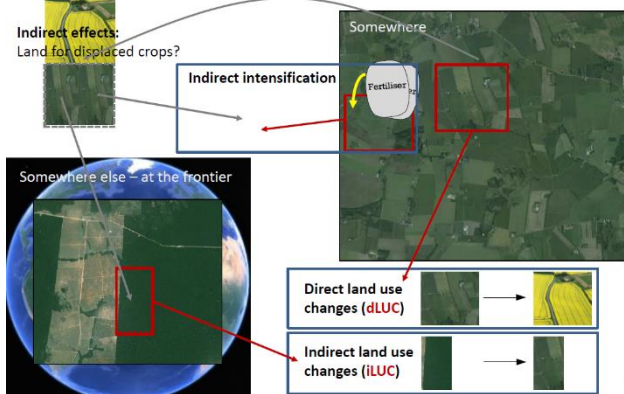 Indirect effects:
Land for displaced crops?
Somewhere
Indirect intensification
Fertiliser
er
Somewhere else – at the frontier
Direct land use
changes (dLUC)
Indirect land use
changes (iLUC)